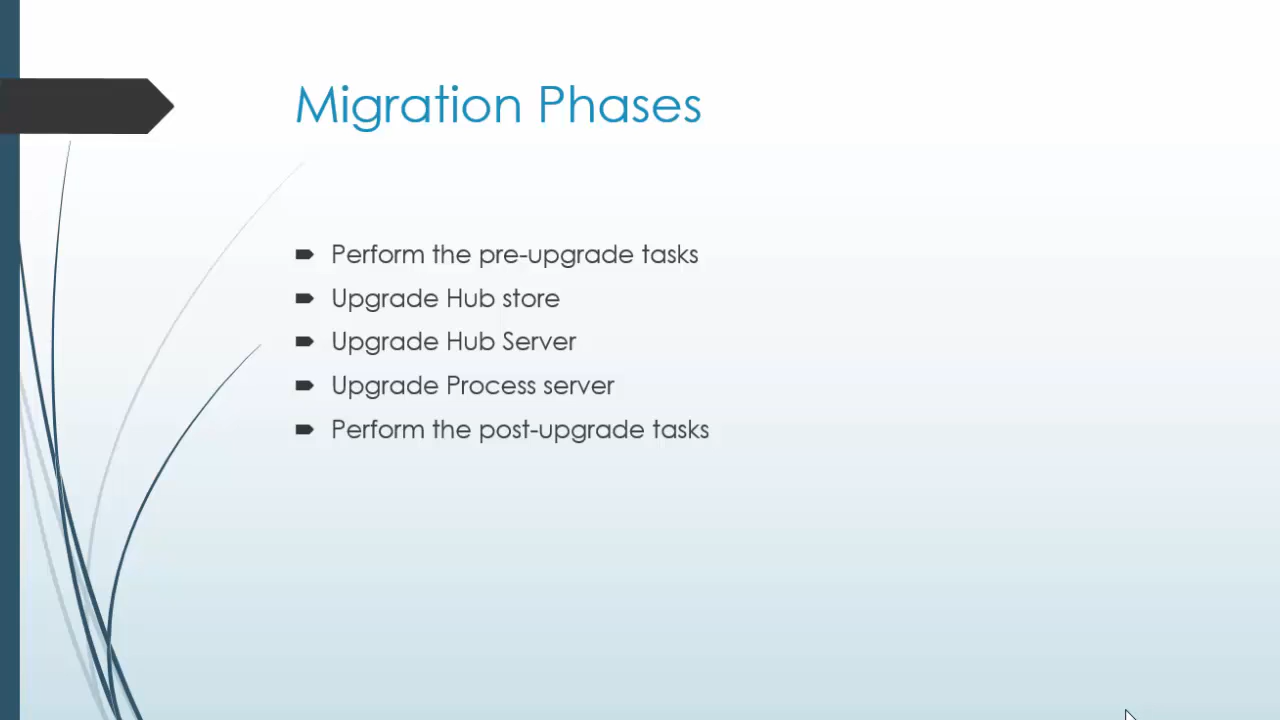 Migration Phases
Perform the pre-upgrade tasks
Upgrade Hub store
Upgrade Hub Server
Upgrade Process server
Perform the post-upgrade tasks